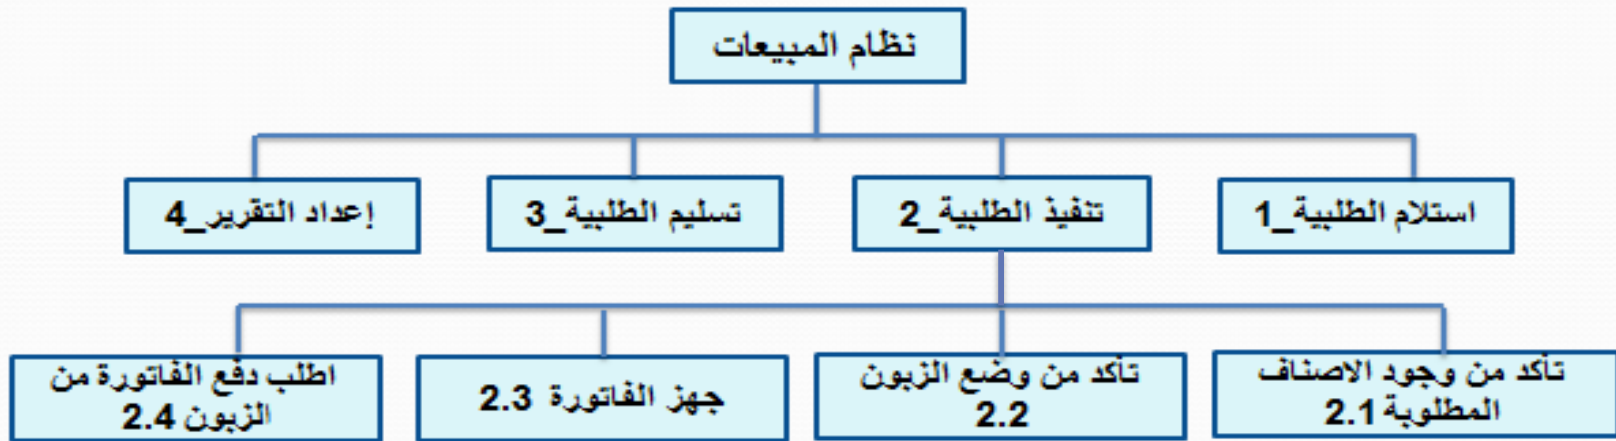 نظام المبيعات
استلام الطلبية_1
تنفيذ الطلبية_2
تسليم الطلبية_3
إعداد التقرير_4
تأكد من وجود الاصناف
المطلوبة 2.1
تأكد من وضع الزبون
2.2
جهز الفاتورة 2.3
اطلب دفع الفاتورة من
الزبون 2.4